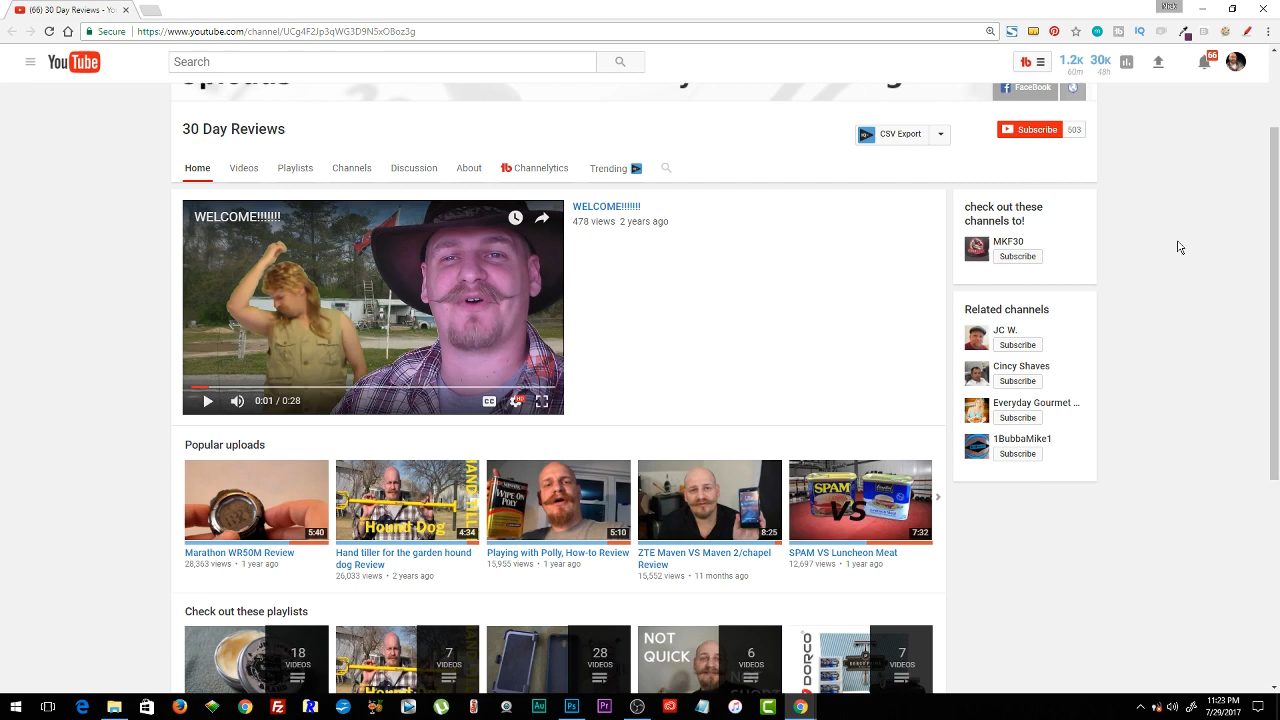 (66) 30 Day Reviews - Yo
Secure
https://www.youtube.com/channel/UCg4F2Jp3qWG3D9N5xOBoz3g
YouTube
Search
1.2K
60m
30K
48h
66
FaceBook
30 Day Reviews
CSV Export
Subscribe 503
Home Videos Playlists Channels Discussion About Channelytics Trending
WELCOME!!!!!!!
WELCOME!!!!!!!
478 views 2 years ago
0:01 / 0:28
CC
HD
check out these
channels to!
MKF30
Subscribe
Related channels
JC W.
Subscribe
Cincy Shaves
Subscribe
Everyday Gourmet ...
Subscribe
1BubbaMike1
Subscribe
Popular uploads
5:40
Marathon WR50M Review
28,363 views • 1 year ago
Hound Dog
4:34
Hand tiller for the garden hound
dog Review
26,033 views • 2 years ago
WIPE-ON
POLY
5:10
Playing with Polly, How-to Review
15,955 views • 1 year ago
8:25
ZTE Maven VS Maven 2/chapel
Review
15,552 views • 11 months ago
SPAM
VS
7:32
SPAM VS Luncheon Meat
12,697 views • 1 year ago
Check out these playlists
18
VIDEOS
7
VIDEOS
28
VIDEOS
NOT
QUICK
6
VIDEOS
DORCO
7
VIDEOS
11:23 PM
7/29/2017